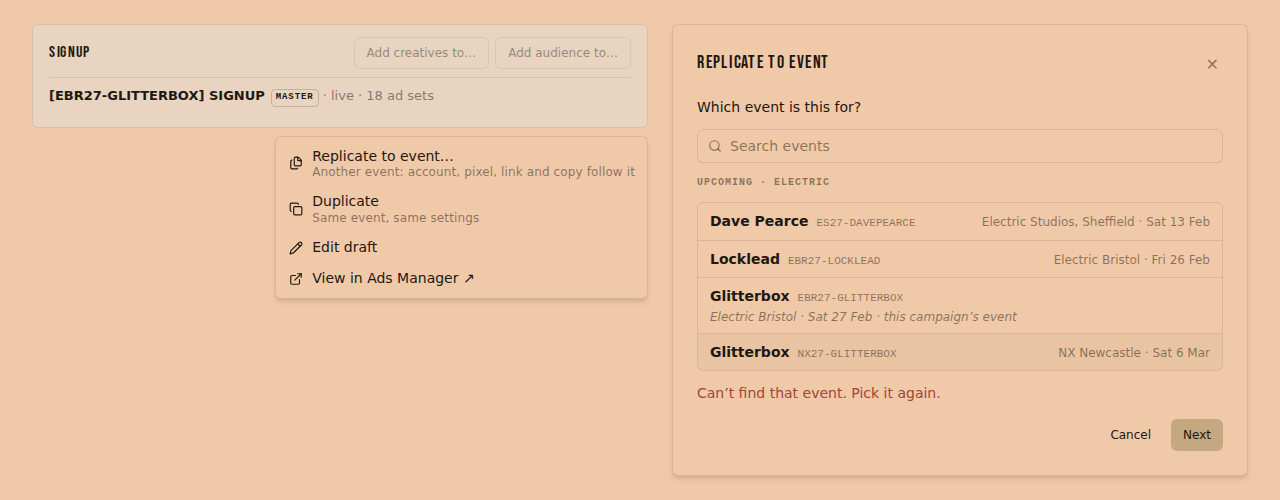 SIGNUP
Add creatives to…
Add audience to…
[EBR27-GLITTERBOX] SIGNUP MASTER · live · 18 ad sets
Replicate to event…
Another event: account, pixel, link and copy follow it
Duplicate
Same event, same settings
Edit draft
View in Ads Manager ↗
REPLICATE TO EVENT
Which event is this for?
Search events
UPCOMING · ELECTRIC
Dave Pearce ES27-DAVEPEARCE Electric Studios, Sheffield · Sat 13 Feb
Locklead EBR27-LOCKLEAD Electric Bristol · Fri 26 Feb
Glitterbox EBR27-GLITTERBOX
Electric Bristol · Sat 27 Feb · this campaign’s event
Glitterbox NX27-GLITTERBOX NX Newcastle · Sat 6 Mar
Can’t find that event. Pick it again.
Cancel
Next